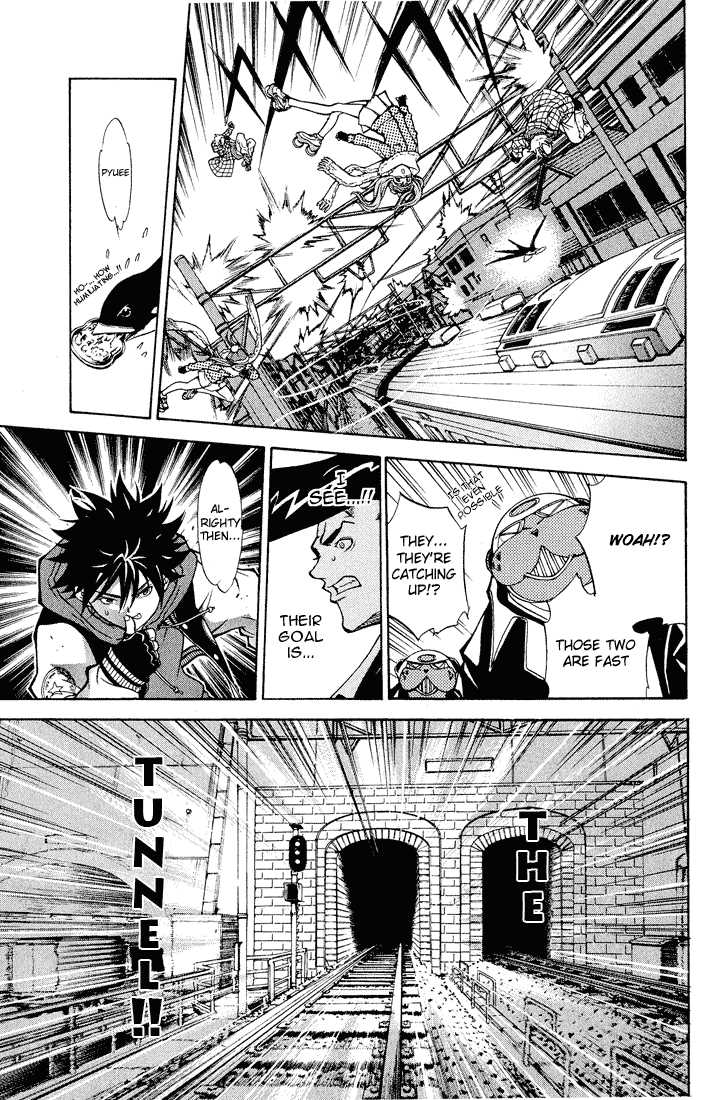 PYUEE
HO... HOW
HUMILIATING...!!
WOAH!?
THOSE TWO
ARE FAST
IS THAT
EVEN
POSSIBLE
!!
THEY...
THEY'RE
CATCHING
UP!?
I
SEE...!!
THEIR
GOAL
IS...
AL-
RIGHTY
THEN...
THE
TUNNEL!!